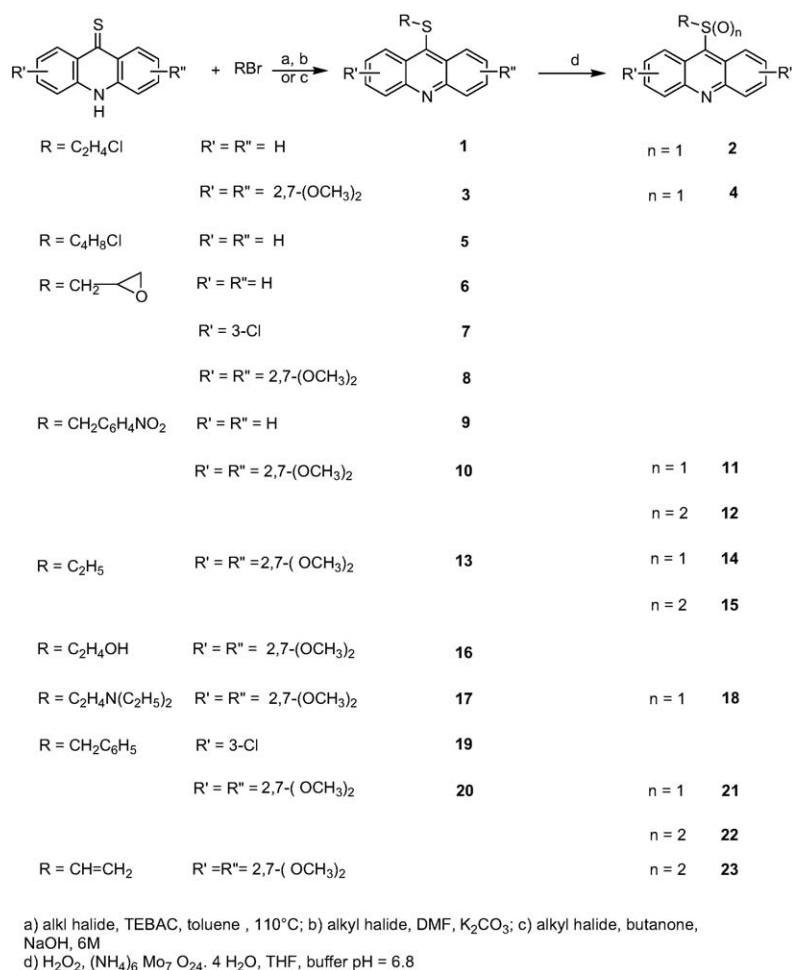 S
R'
R"
N
H
+ RBr
a, b
or c
R
S
R'
R"
N
d
R
S(O)n
R'
R'
N
R = C₂H₄Cl R' = R'' = H 1 n = 1 2
R' = R" = 2,7-(OCH₃)₂ 3 n = 1 4
R = C₄H₈Cl R' = R" = H 5
R = CH₂ O R' = R"= H 6
R' = 3-Cl 7
R' = R" = 2,7-(OCH₃)₂ 8
R = CH₂C₆H₄NO₂ R' = R" = H 9
R' = R" = 2,7-(OCH₃)₂ 10 n = 1 11
n = 2 12
R = C₂H₅ R' = R" =2,7-( OCH₃)₂ 13 n = 1 14
n = 2 15
R = C₂H₄OH R' = R" = 2,7-(OCH₃)₂ 16
R = C₂H₄N(C₂H₅)₂ R' = R" = 2,7-(OCH₃)₂ 17 n = 1 18
R = CH₂C₆H₅ R' = 3-Cl 19
R' = R" = 2,7-( OCH₃)₂ 20 n = 1 21
n = 2 22
R = CH=CH₂ R' =R"= 2,7-( OCH₃)₂ n = 2 23
a) alkl halide, TEBAC, toluene , 110°C; b) alkyl halide, DMF, K₂CO₃; c) alkyl halide, butanone,
NaOH, 6M
d) H₂O₂, (NH₄)₆ Mo₇ O₂₄. 4 H₂O, THF, buffer pH = 6.8